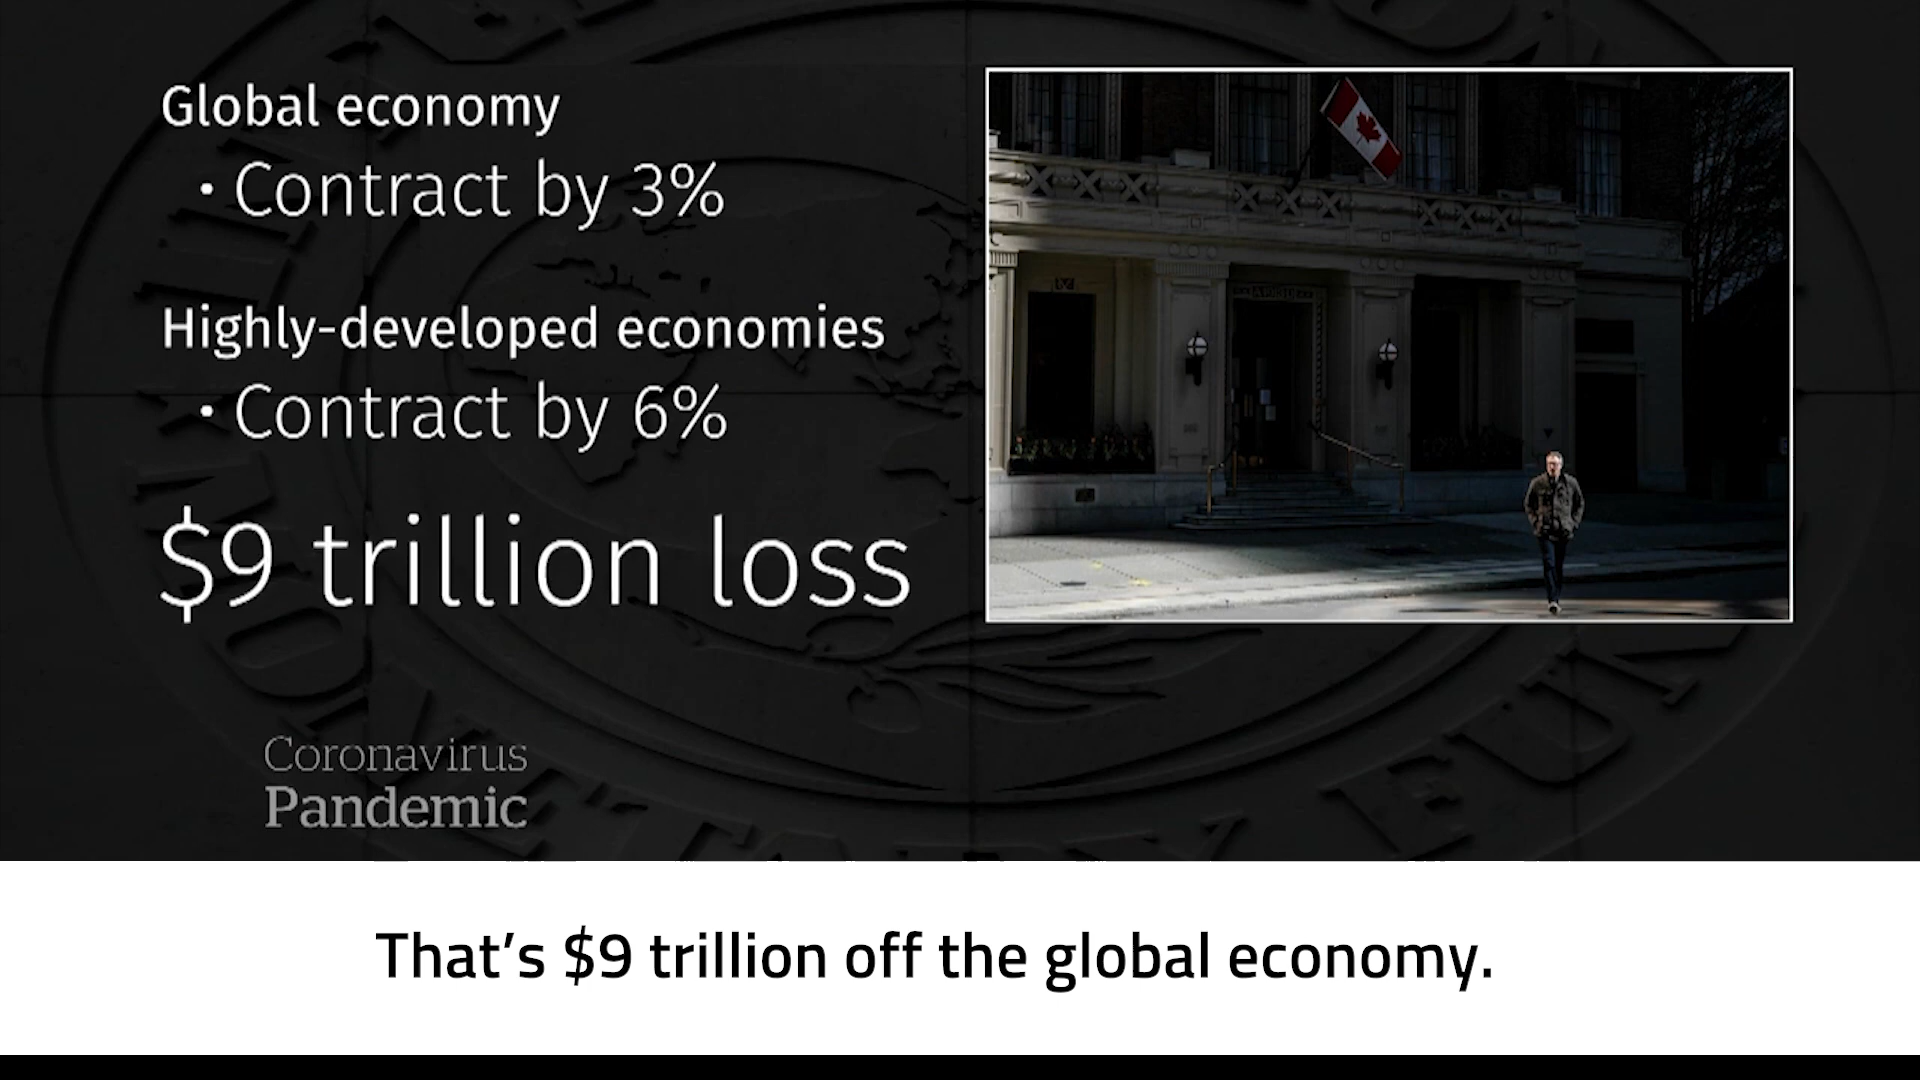 Global economy
• Contract by 3%
Highly-developed economies
• Contract by 6%
$9 trillion loss
Coronavirus
Pandemic
That's $9 trillion off the global economy.